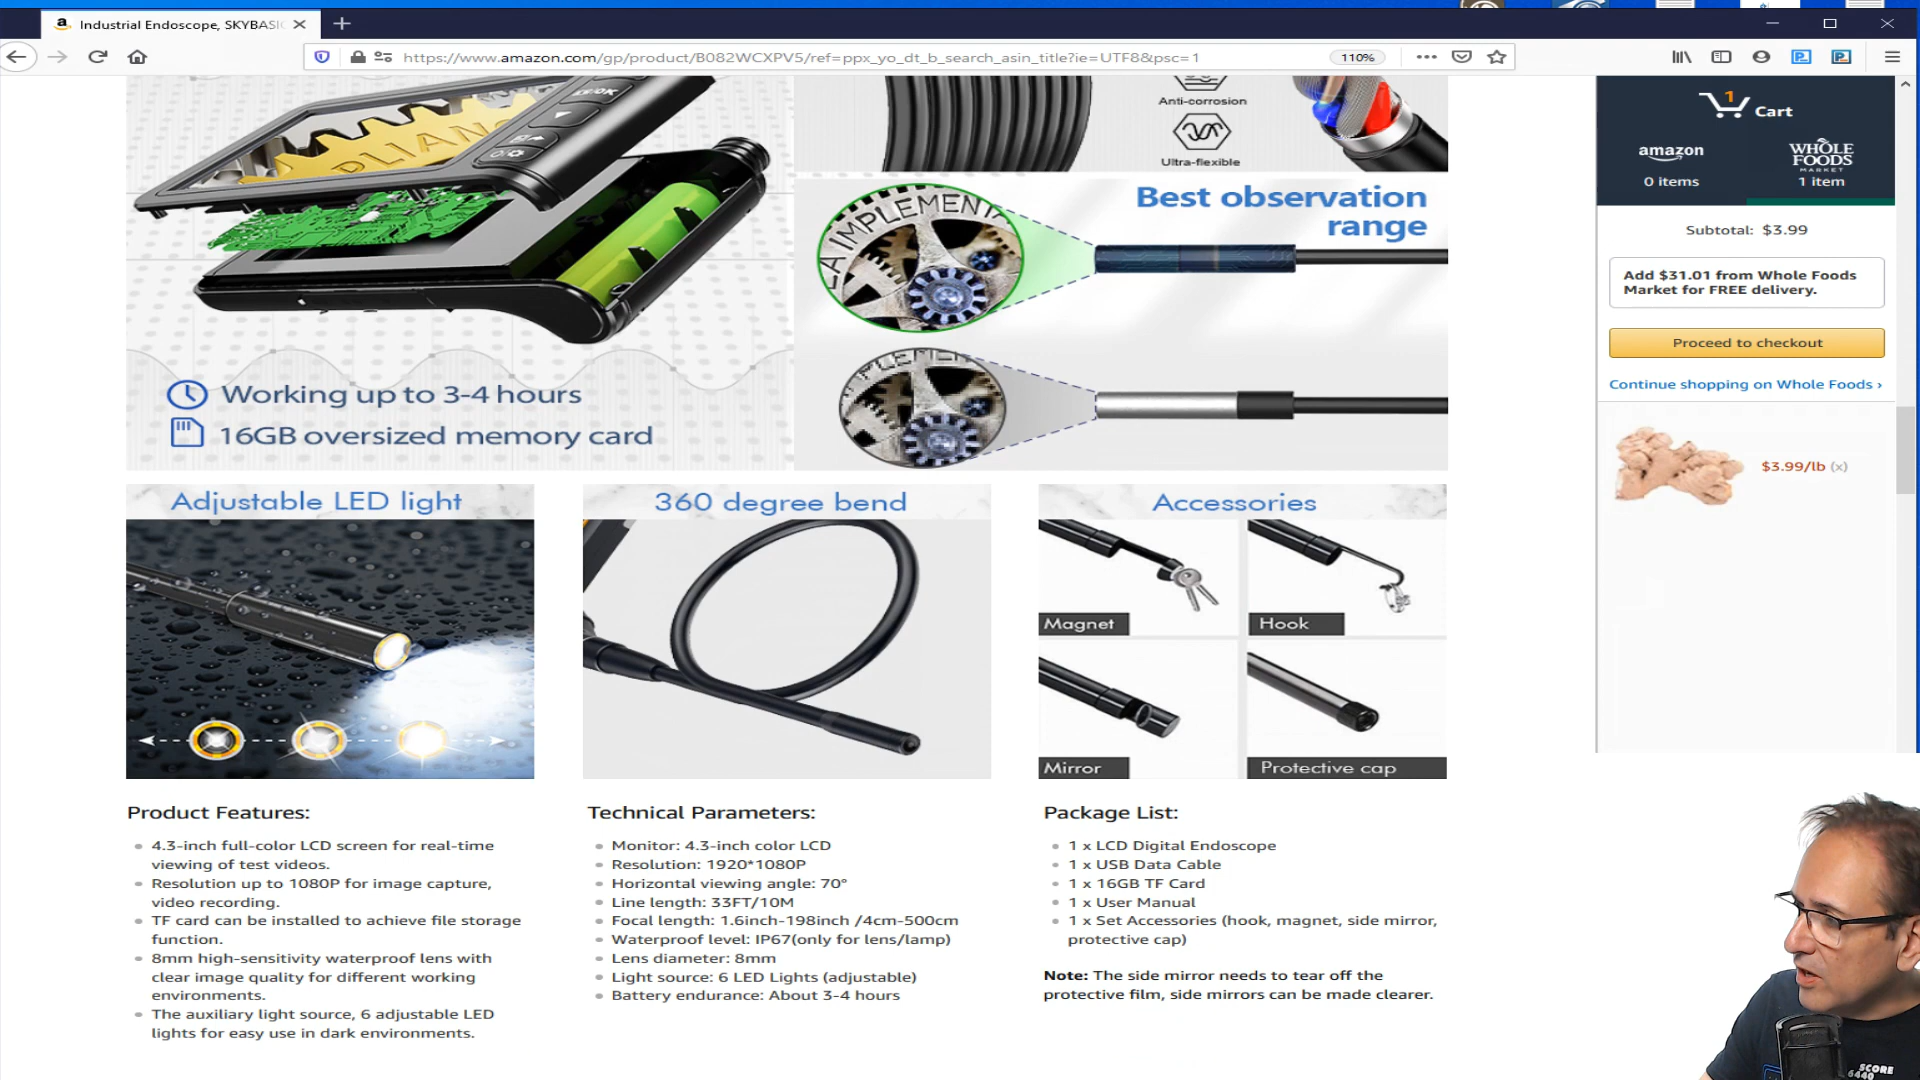 Industrial Endoscope, SKYBASIC
https://www.amazon.com/gp/product/B082WCXPV5/ref=ppx_yo_dt_b_search_asin_title?ie=UTF8&psc=1
110%
PLIANC
Working up to 3-4 hours
16GB oversized memory card
Anti-corrosion
Ultra-flexible
Best observation
range
LA IMPLEMENTA
1
Cart
amazon
WHOLE
FOODS
MARKET
0 items
1 item
Subtotal: $3.99
Add $31.01 from Whole Foods
Market for FREE delivery.
Proceed to checkout
Continue shopping on Whole Foods ›
$3.99/lb (x)
Adjustable LED light
360 degree bend
Accessories
Magnet
Hook
Mirror
Protective cap
Product Features:
• 4.3-inch full-color LCD screen for real-time
viewing of test videos.
• Resolution up to 1080P for image capture,
video recording.
• TF card can be installed to achieve file storage
function.
• 8mm high-sensitivity waterproof lens with
clear image quality for different working
environments.
• The auxiliary light source, 6 adjustable LED
lights for easy use in dark environments.
Technical Parameters:
• Monitor: 4.3-inch color LCD
• Resolution: 1920*1080P
• Horizontal viewing angle: 70°
• Line length: 33FT/10M
• Focal length: 1.6inch-198inch /4cm-500cm
• Waterproof level: IP67(only for lens/lamp)
• Lens diameter: 8mm
• Light source: 6 LED Lights (adjustable)
• Battery endurance: About 3-4 hours
Package List:
• 1 x LCD Digital Endoscope
• 1 x USB Data Cable
• 1 x 16GB TF Card
• 1 x User Manual
• 1 x Set Accessories (hook, magnet, side mirror,
protective cap)
Note: The side mirror needs to tear off the
protective film, side mirrors can be made clearer.
SCORE
6440